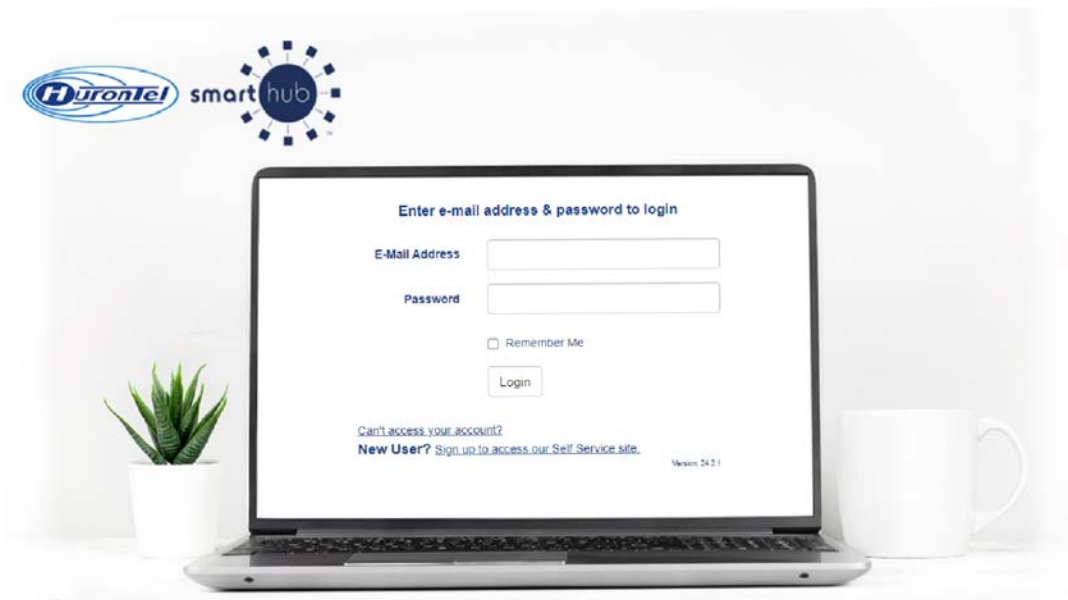 HuronTel smart hub
™
Enter e-mail address & password to login
E-Mail Address
Password
Remember Me
Login
Can't access your account?
New User? Sign up to access our Self Service site.
Version: 24.2.1